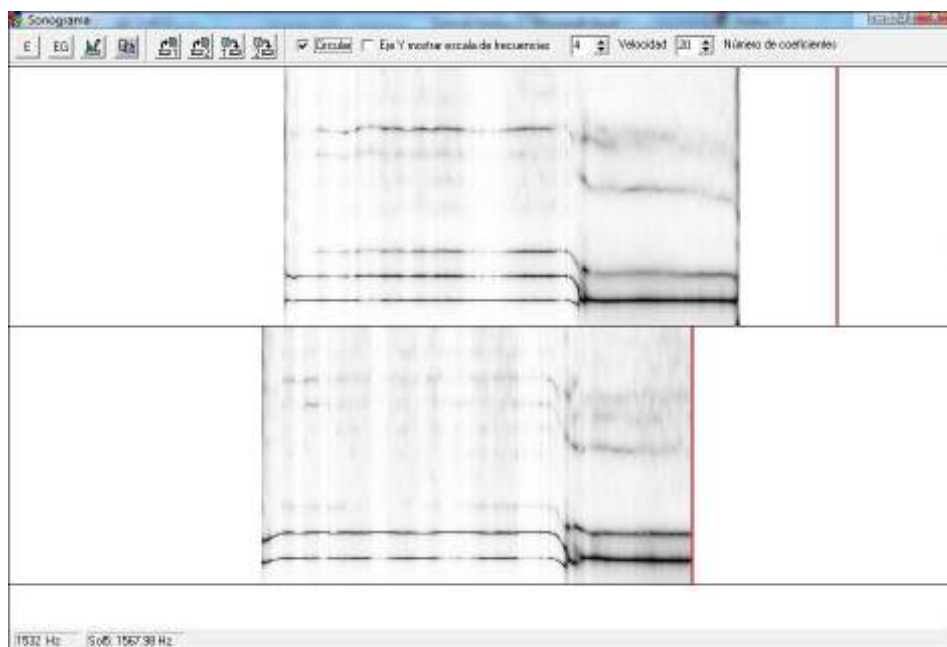 Sonograma
E EG Circular Eje Y mostrar escala de frecuencias 4 Velocidad 20 Número de coeficientes
1532 Hz Sol5: 1567.98 Hz